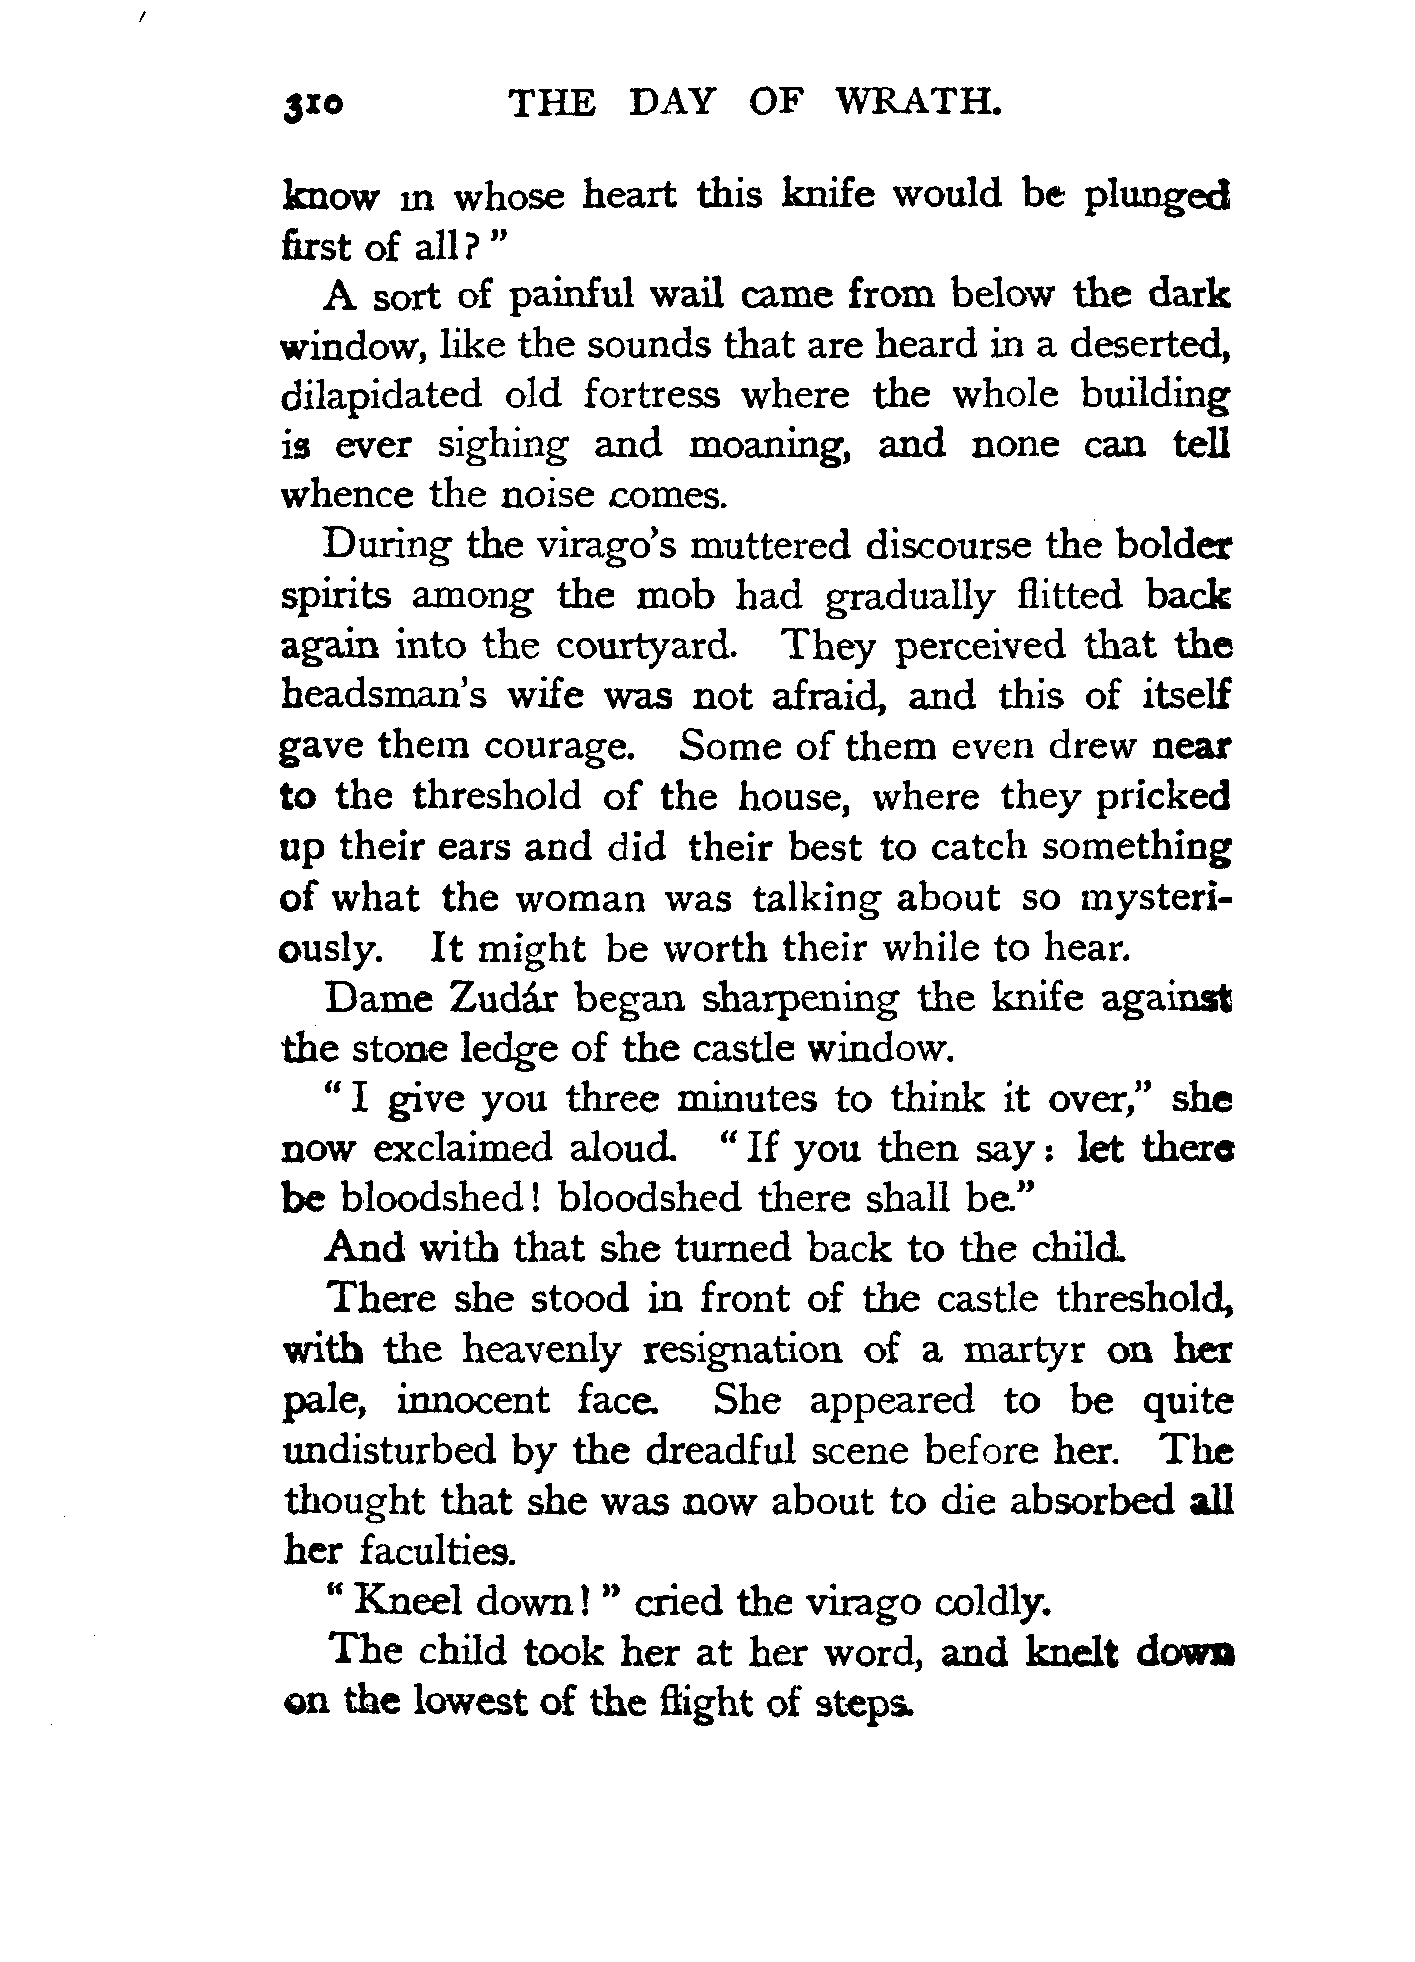 310 THE DAY OF WRATH.
know in whose heart this knife would be plunged
first of all? "
A sort of painful wail came from below the dark
window, like the sounds that are heard in a deserted,
dilapidated old fortress where the whole building
is ever sighing and moaning, and none can tell
whence the noise comes.
During the virago's muttered discourse the bolder
spirits among the mob had gradually flitted back
again into the courtyard. They perceived that the
headsman's wife was not afraid, and this of itself
gave them courage. Some of them even drew near
to the threshold of the house, where they pricked
up their ears and did their best to catch something
of what the woman was talking about so mysteri-
ously. It might be worth their while to hear.
Dame Zudár began sharpening the knife against
the stone ledge of the castle window.
" I give you three minutes to think it over," she
now exclaimed aloud. " If you then say : let there
be bloodshed! bloodshed there shall be."
And with that she turned back to the child.
There she stood in front of the castle threshold,
with the heavenly resignation of a martyr on her
pale, innocent face. She appeared to be quite
undisturbed by the dreadful scene before her. The
thought that she was now about to die absorbed all
her faculties.
" Kneel down! " cried the virago coldly.
The child took her at her word, and knelt down
on the lowest of the flight of steps.